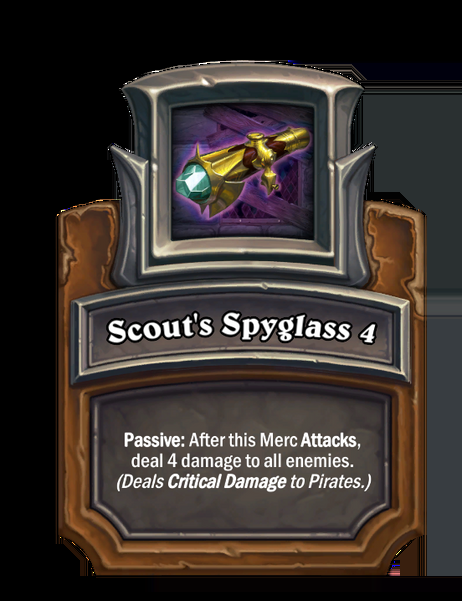 Scout's Spyglass 4
Passive: After this Merc Attacks,
deal 4 damage to all enemies.
(Deals Critical Damage to Pirates.)